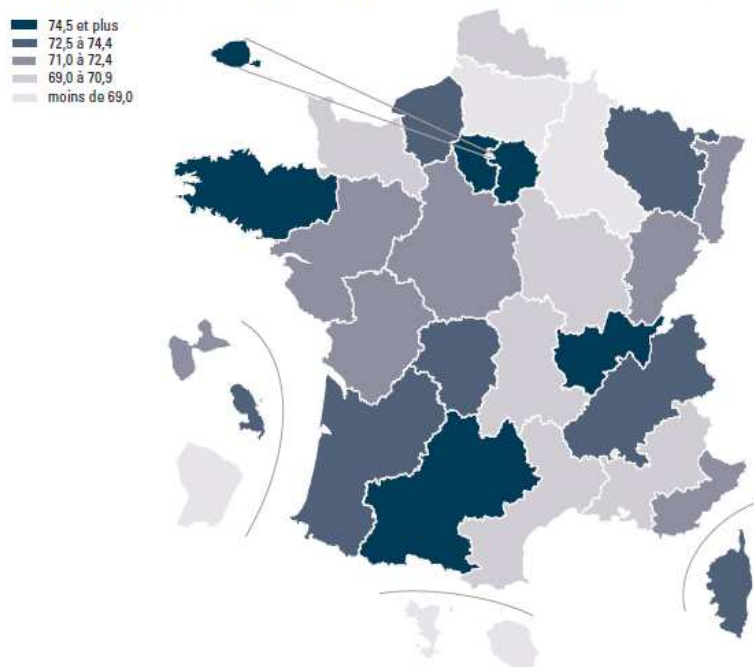 74,5 et plus
72,5 à 74,4
71,0 à 72,4
69,0 à 70,9
moins de 69,0